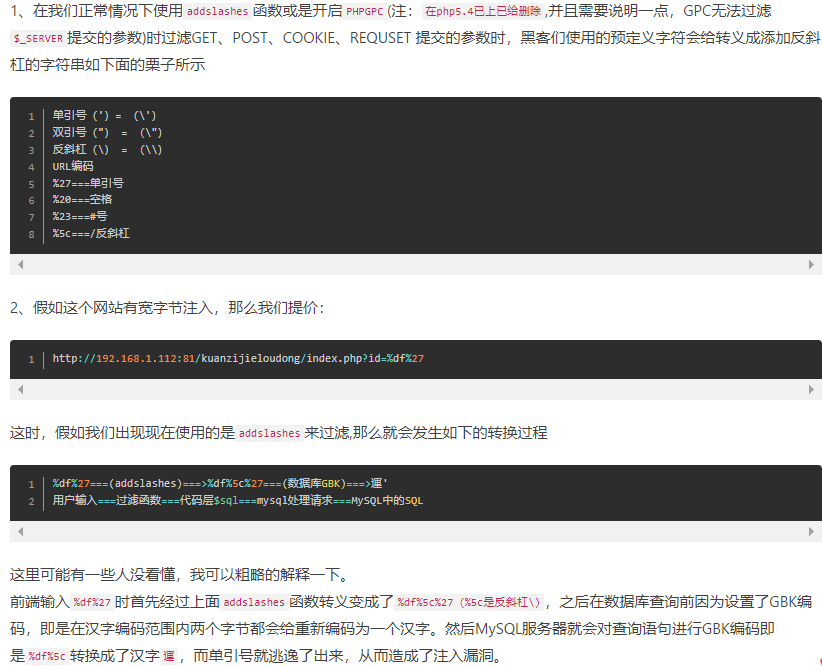 1、在我们正常情况下使用 addslashes 函数或是开启 PHPGPC (注： 在php5.4已上已给删除 ,并且需要说明一点，GPC无法过滤
$_SERVER 提交的参数)时过滤GET、POST、COOKIE、REQUSET 提交的参数时，黑客们使用的预定义字符会给转义成添加反斜
杠的字符串如下面的栗子所示
1 单引号（'）= （\'）
2 双引号（"） = （\"）
3 反斜杠（\） = （\\）
4 URL编码
5 %27===单引号
6 %20===空格
7 %23===#号
8 %5c===/反斜杠
2、假如这个网站有宽字节注入，那么我们提价：
1 http://192.168.1.112:81/kuanzijieloudong/index.php?id=%df%27
这时，假如我们出现现在使用的是 addslashes 来过滤,那么就会发生如下的转换过程
1 %df%27===(addslashes)===>%df%5c%27===(数据库GBK)===>運'
2 用户输入===过滤函数===代码层$sql===mysql处理请求===MySQL中的SQL
这里可能有一些人没看懂，我可以粗略的解释一下。
前端输入 %df%27 时首先经过上面 addslashes 函数转义变成了 %df%5c%27（%5c是反斜杠\） ，之后在数据库查询前因为设置了GBK编
码，即是在汉字编码范围内两个字节都会给重新编码为一个汉字。然后MySQL服务器就会对查询语句进行GBK编码即
是 %df%5c 转换成了汉字 運 ，而单引号就逃逸了出来，从而造成了注入漏洞。